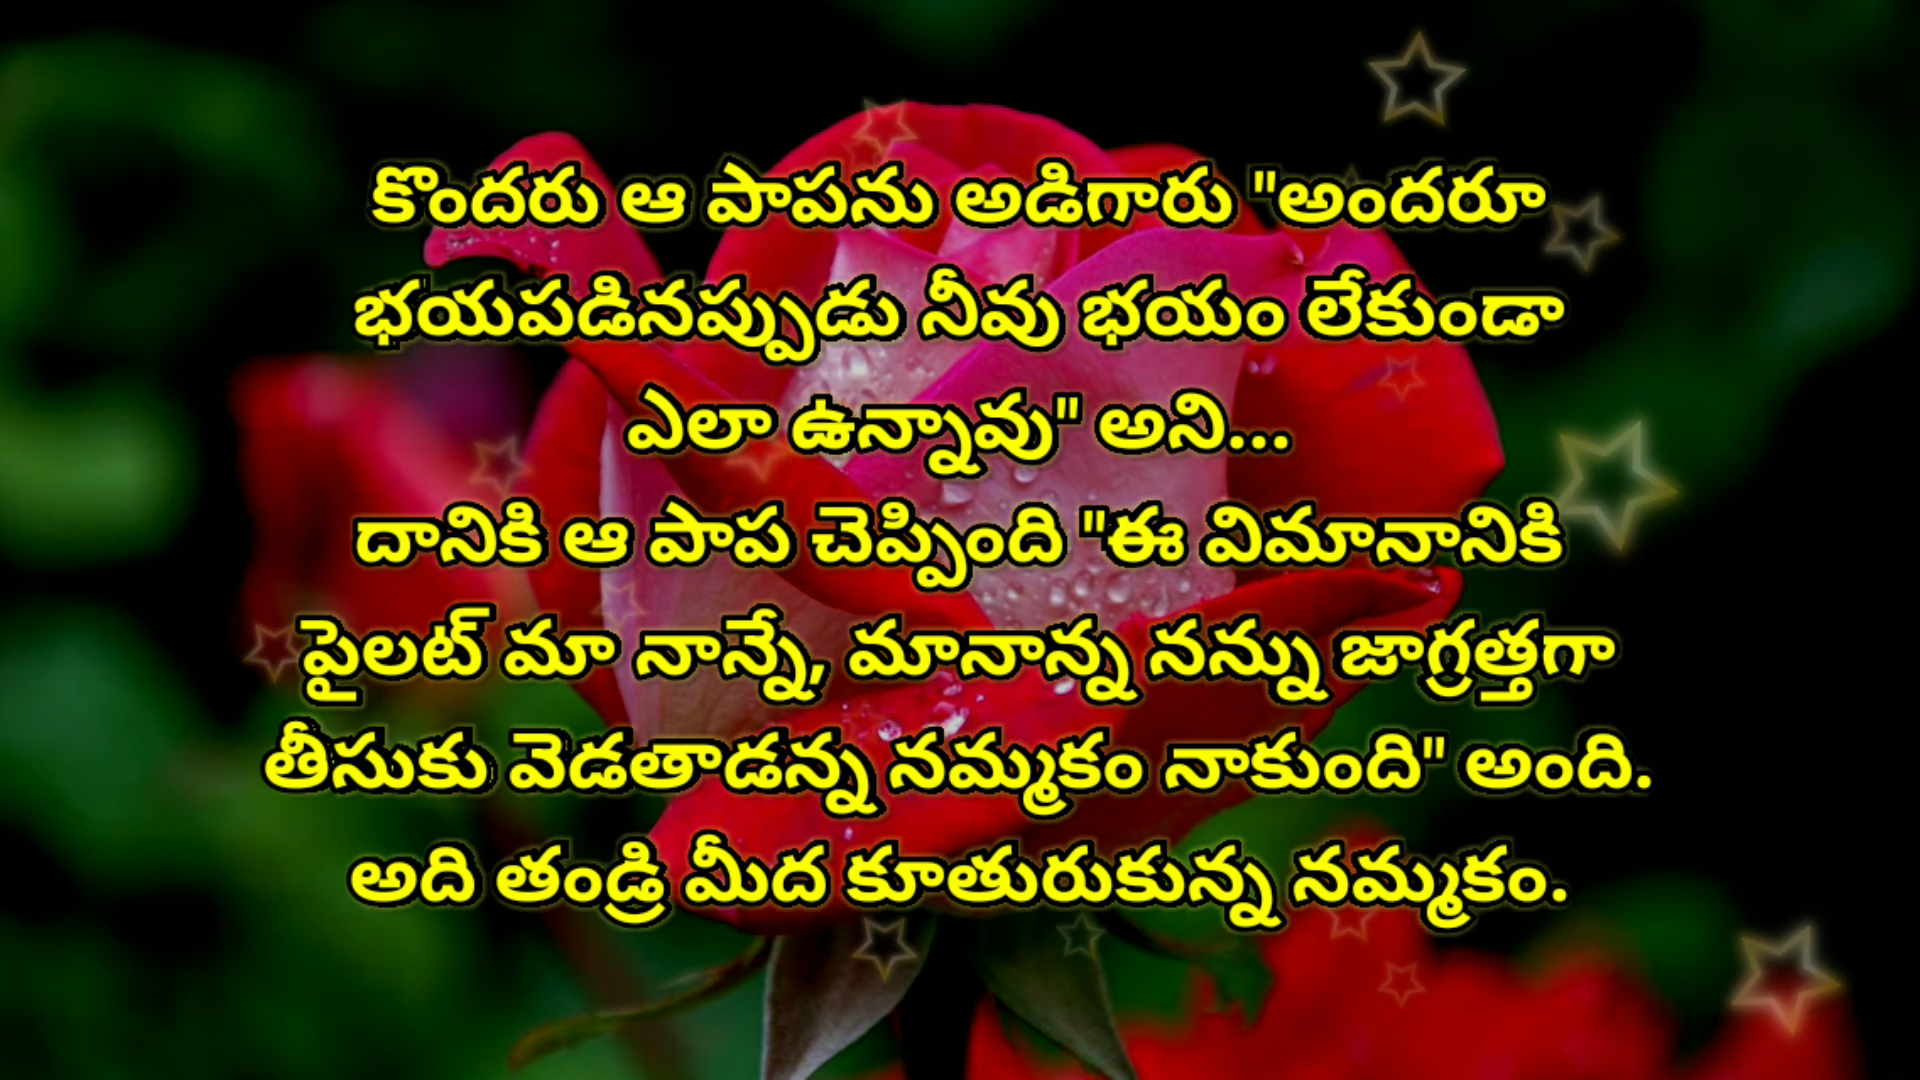 కొందరు ఆ పాపను అడిగారు "అందరూ
భయపడినప్పుడు నీవు భయం లేకుండా
ఎలా ఉన్నావు" అని...
దానికి ఆ పాప చెప్పింది "ఈ విమానానికి
పైలట్ మా నాన్నే, మానాన్న నన్ను జాగ్రత్తగా
తీసుకు వెడతాడన్న నమ్మకం నాకుంది" అంది.
అది తండ్రి మీద కూతురుకున్న నమ్మకం.